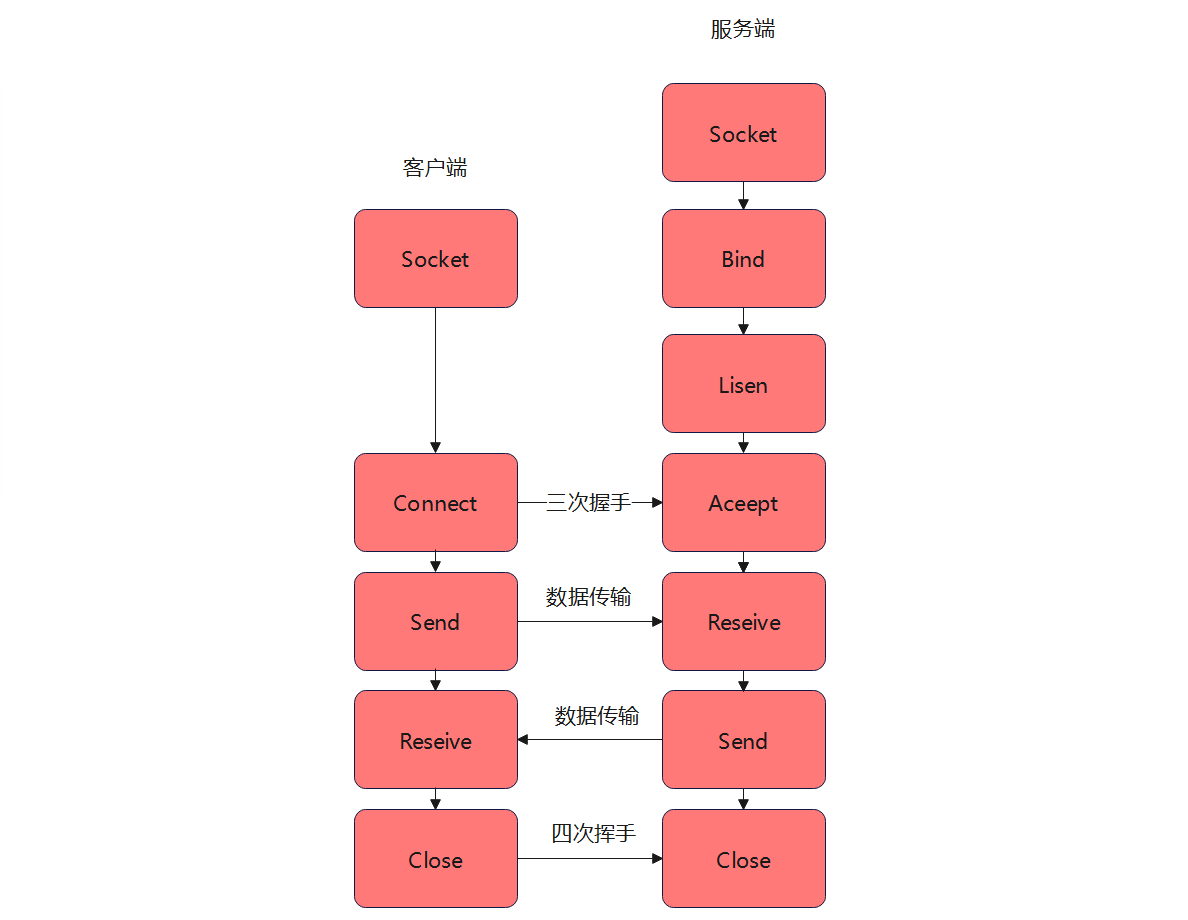 服务端
Socket
客户端
Socket
Bind
Lisen
Connect
三次握手
Aceept
Send
数据传输
Reseive
Reseive
数据传输
Send
Close
四次挥手
Close